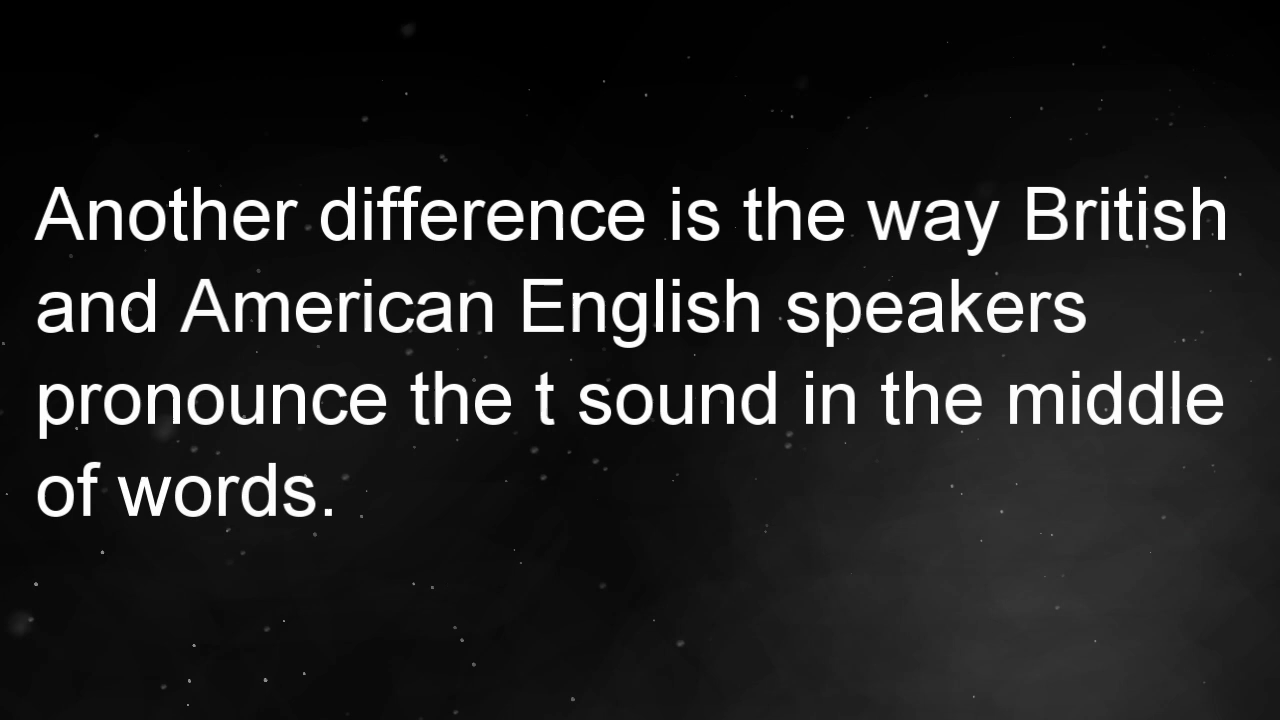 Another difference is the way British
and American English speakers
pronounce the t sound in the middle
of words.